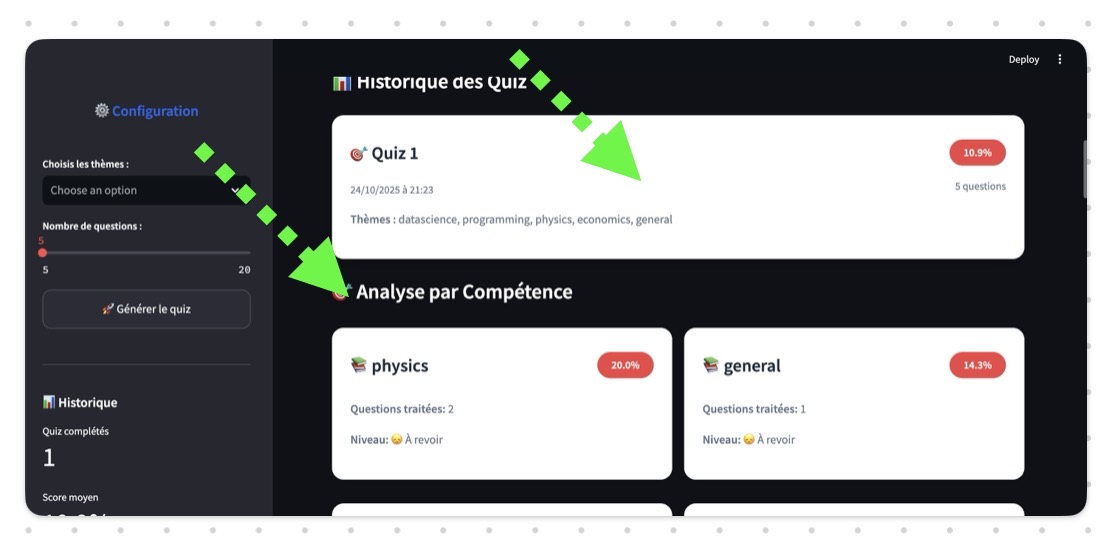 Deploy
Configuration
Choisis les thèmes :
Choose an option
Nombre de questions :
5
5 20
Générer le quiz
Historique
Quiz complétés
1
Score moyen
Historique des Quiz
Quiz 1
10.9%
24/10/2025 à 21:23
5 questions
Thèmes : datascience, programming, physics, economics, general
Analyse par Compétence
physics
20.0%
Questions traitées: 2
Niveau: 😞 À revoir
general
14.3%
Questions traitées: 1
Niveau: 😞 À revoir